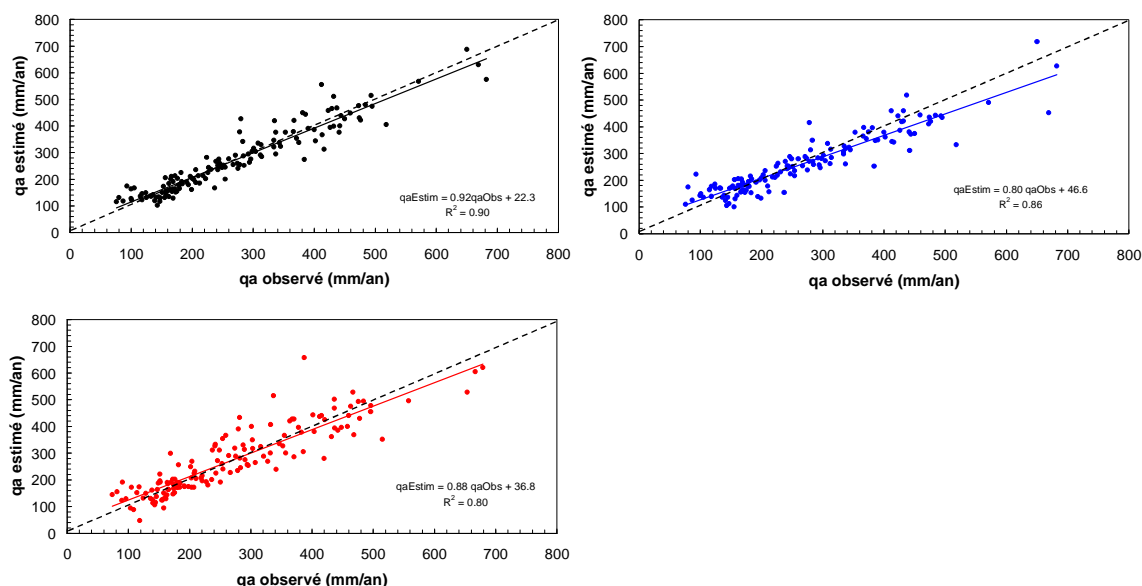 800
700
600
500
400
300
200
100
0
qa estimé (mm/an)
qaEstim = 0.92qaObs + 22.3
R² = 0.90
0 100 200 300 400 500 600 700 800
qa observé (mm/an)
800
700
600
500
400
300
200
100
0
qa estimé (mm/an)
qaEstim = 0.80 qaObs + 46.6
R² = 0.86
0 100 200 300 400 500 600 700 800
qa observé (mm/an)
800
700
600
500
400
300
200
100
0
qa estimé (mm/an)
qaEstim = 0.88 qaObs + 36.8
R² = 0.80
0 100 200 300 400 500 600 700 800
qa observé (mm/an)